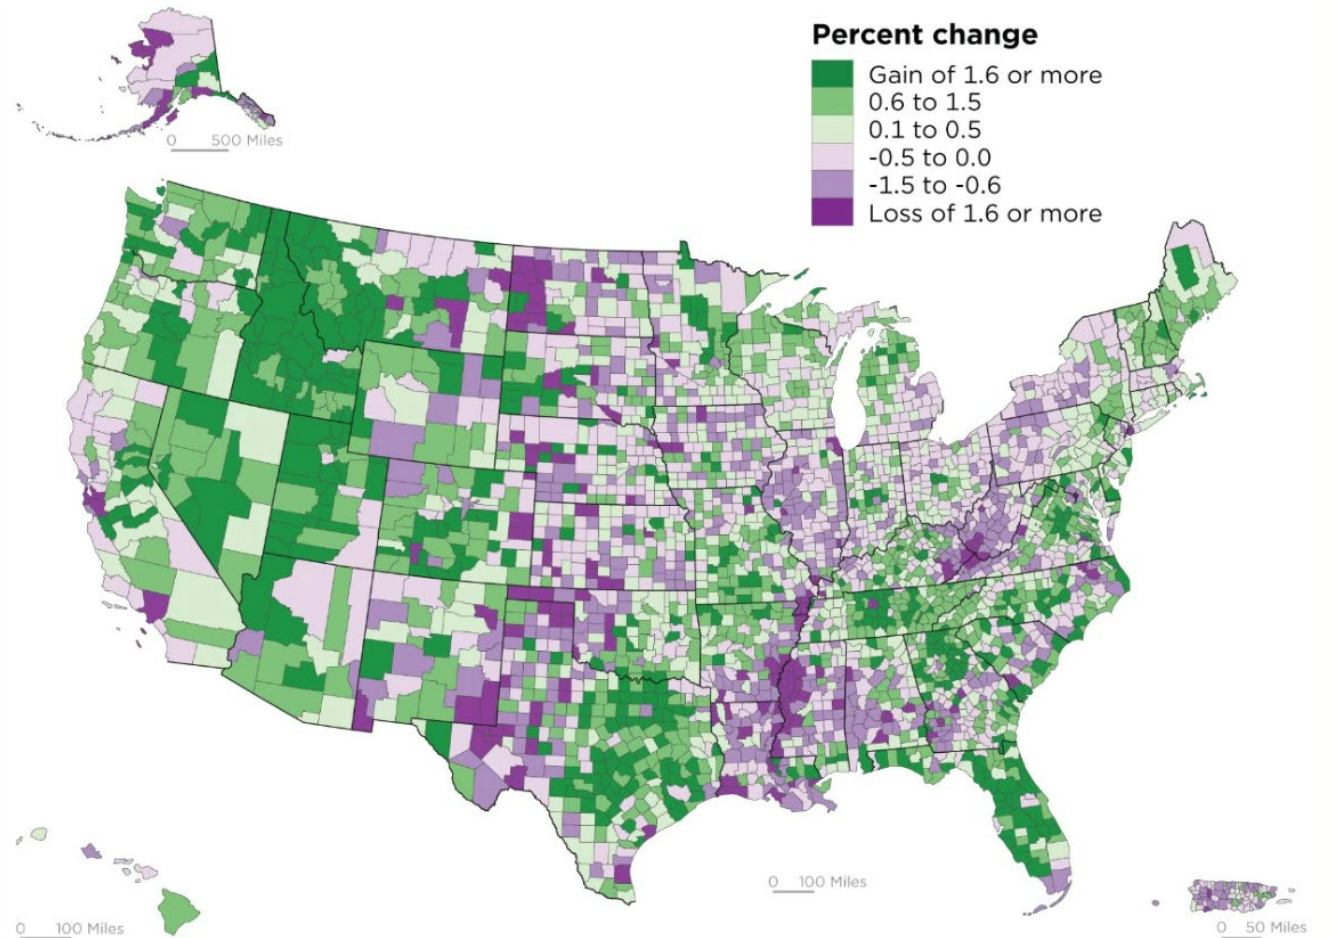 Percent change
Gain of 1.6 or more
0.6 to 1.5
0.1 to 0.5
-0.5 to 0.0
-1.5 to -0.6
Loss of 1.6 or more
0 500 Miles
0 100 Miles
0 100 Miles
0 50 Miles